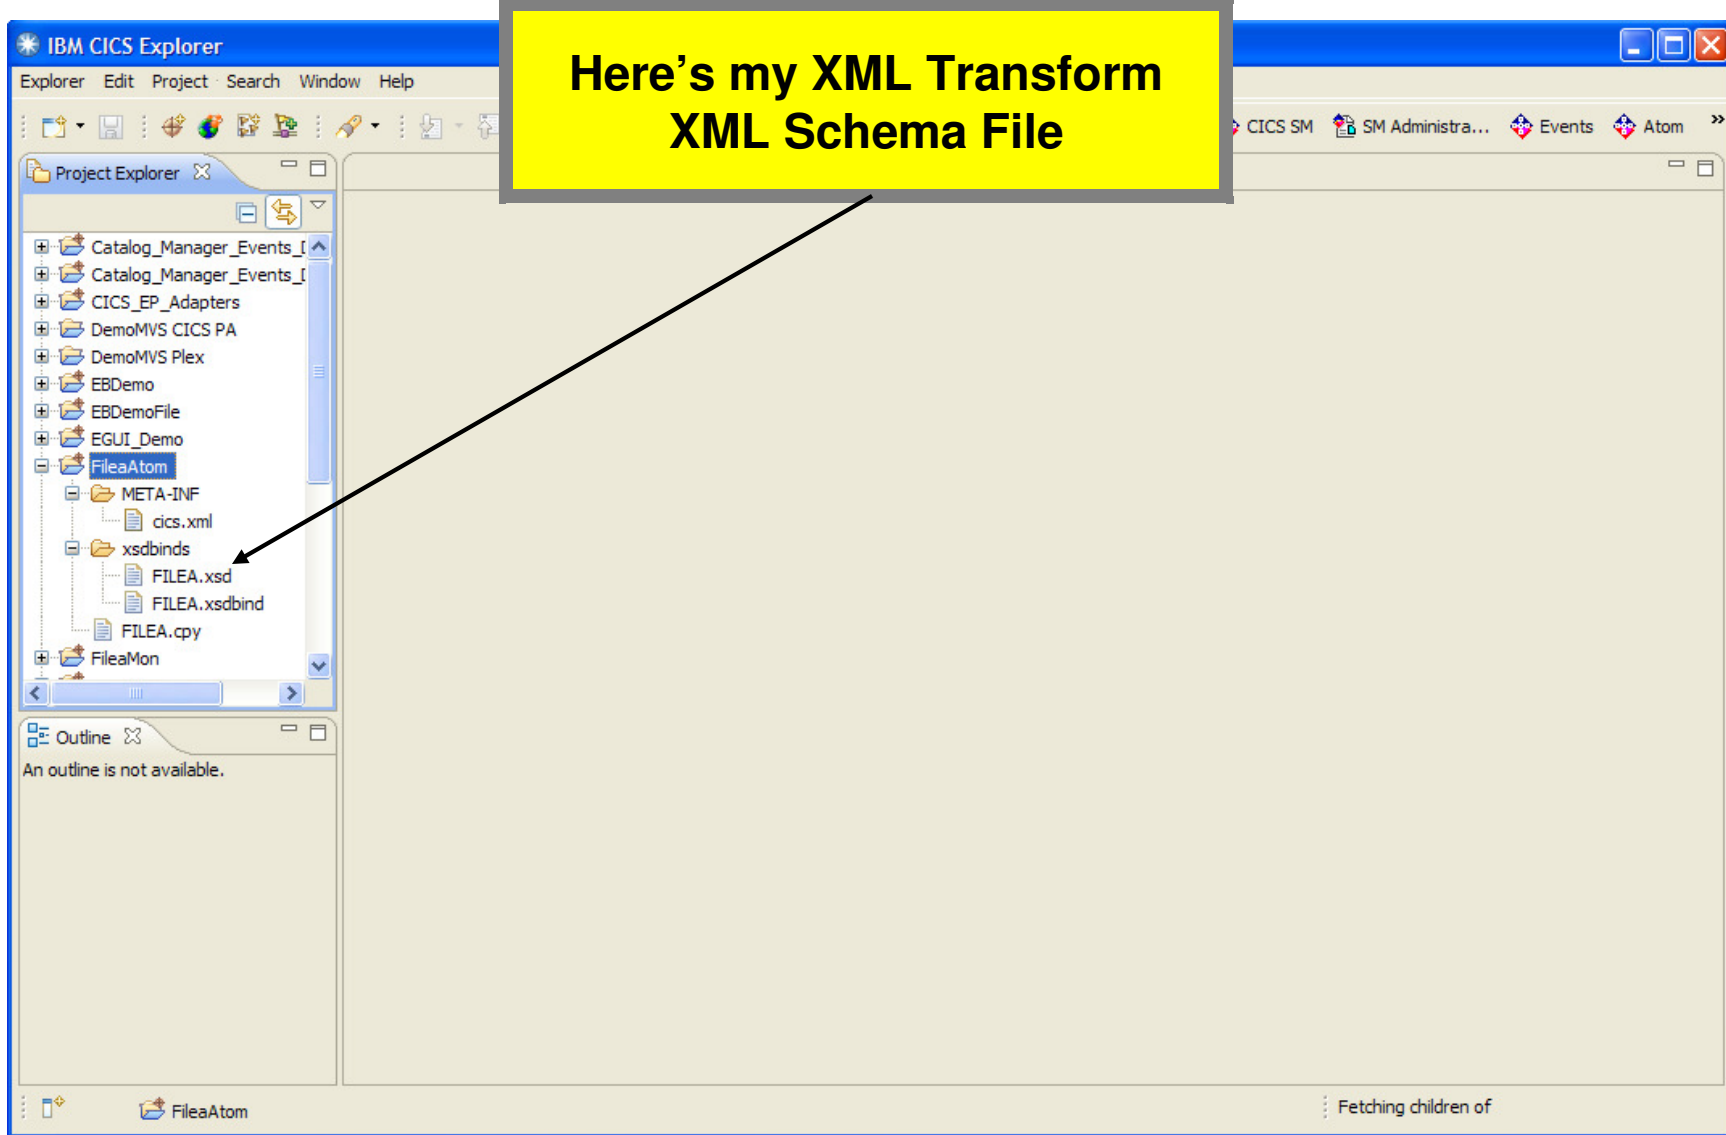 IBM CICS Explorer
Here's my XML Transform
XML Schema File
Explorer Edit Project Search Window Help
CICS SM SM Administra... Events Atom »
Project Explorer
Catalog_Manager_Events_
Catalog_Manager_Events_
CICS_EP_Adapters
DemoMVS CICS PA
DemoMVS Plex
EBDemo
EBDemoFile
EGUI_Demo
FileaAtom
META-INF
cics.xml
xsdbinds
FILEA.xsd
FILEA.xsdbind
FILEA.cpy
FileaMon
Outline
An outline is not available.
FileaAtom
Fetching children of